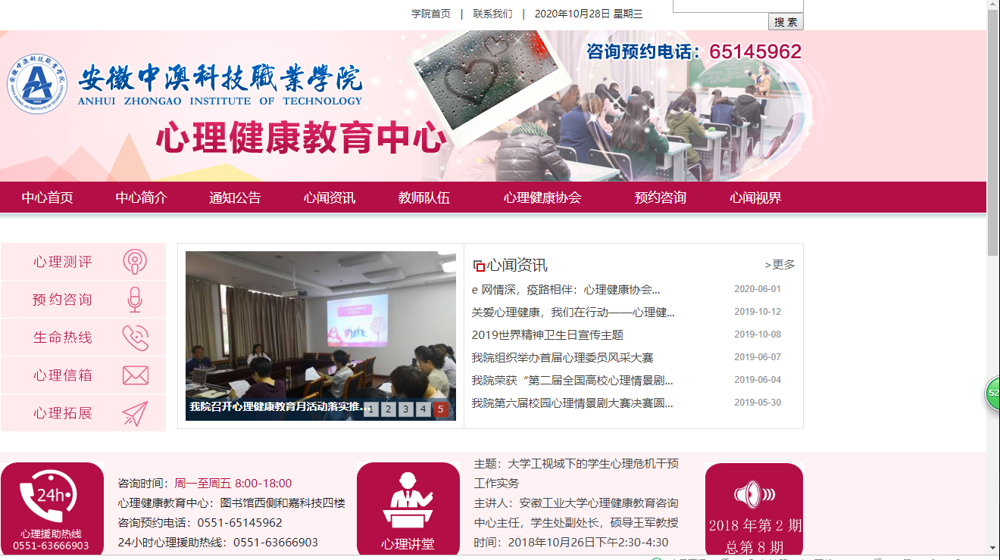 学院首页 | 联系我们 | 2020年10月28日 星期三
搜 索
咨询预约电话：65145962
安徽中澳科技職業學院
ANHUI ZHONGAO INSTITUTE OF TECHNOLOGY
心理健康教育中心
中心首页 中心简介 通知公告 心闻资讯 教师队伍 心理健康协会 预约咨询 心闻视界
心理测评
预约咨询
生命热线
心理信箱
心理拓展
我院召开心理健康教育月活动落实推...
1 2 3 4 5
心闻资讯 >更多
e 网情深，疫路相伴：心理健康协会... 2020-06-01
关爱心理健康，我们在行动——心理健... 2019-10-12
2019世界精神卫生日宣传主题 2019-10-08
我院组织举办首届心理委员风采大赛 2019-06-07
我院荣获“第二届全国高校心理情景剧... 2019-06-04
我院第六届校园心理情景剧大赛决赛圆... 2019-05-30
52
24h
心理援助热线
0551-63666903
咨询时间：周一至周五 8:00-18:00
心理健康教育中心：图书馆西侧和嘉科技四楼
咨询预约电话：0551-65145962
24小时心理援助热线：0551-63666903
心理讲堂
主题：大学工视域下的学生心理危机干预
工作实务
主讲人：安徽工业大学心理健康教育咨询
中心主任，学生处副处长，硕导王军教授
时间：2018年10月26日下午2:30-4:30
2018 年第 2 期
总第 8 期